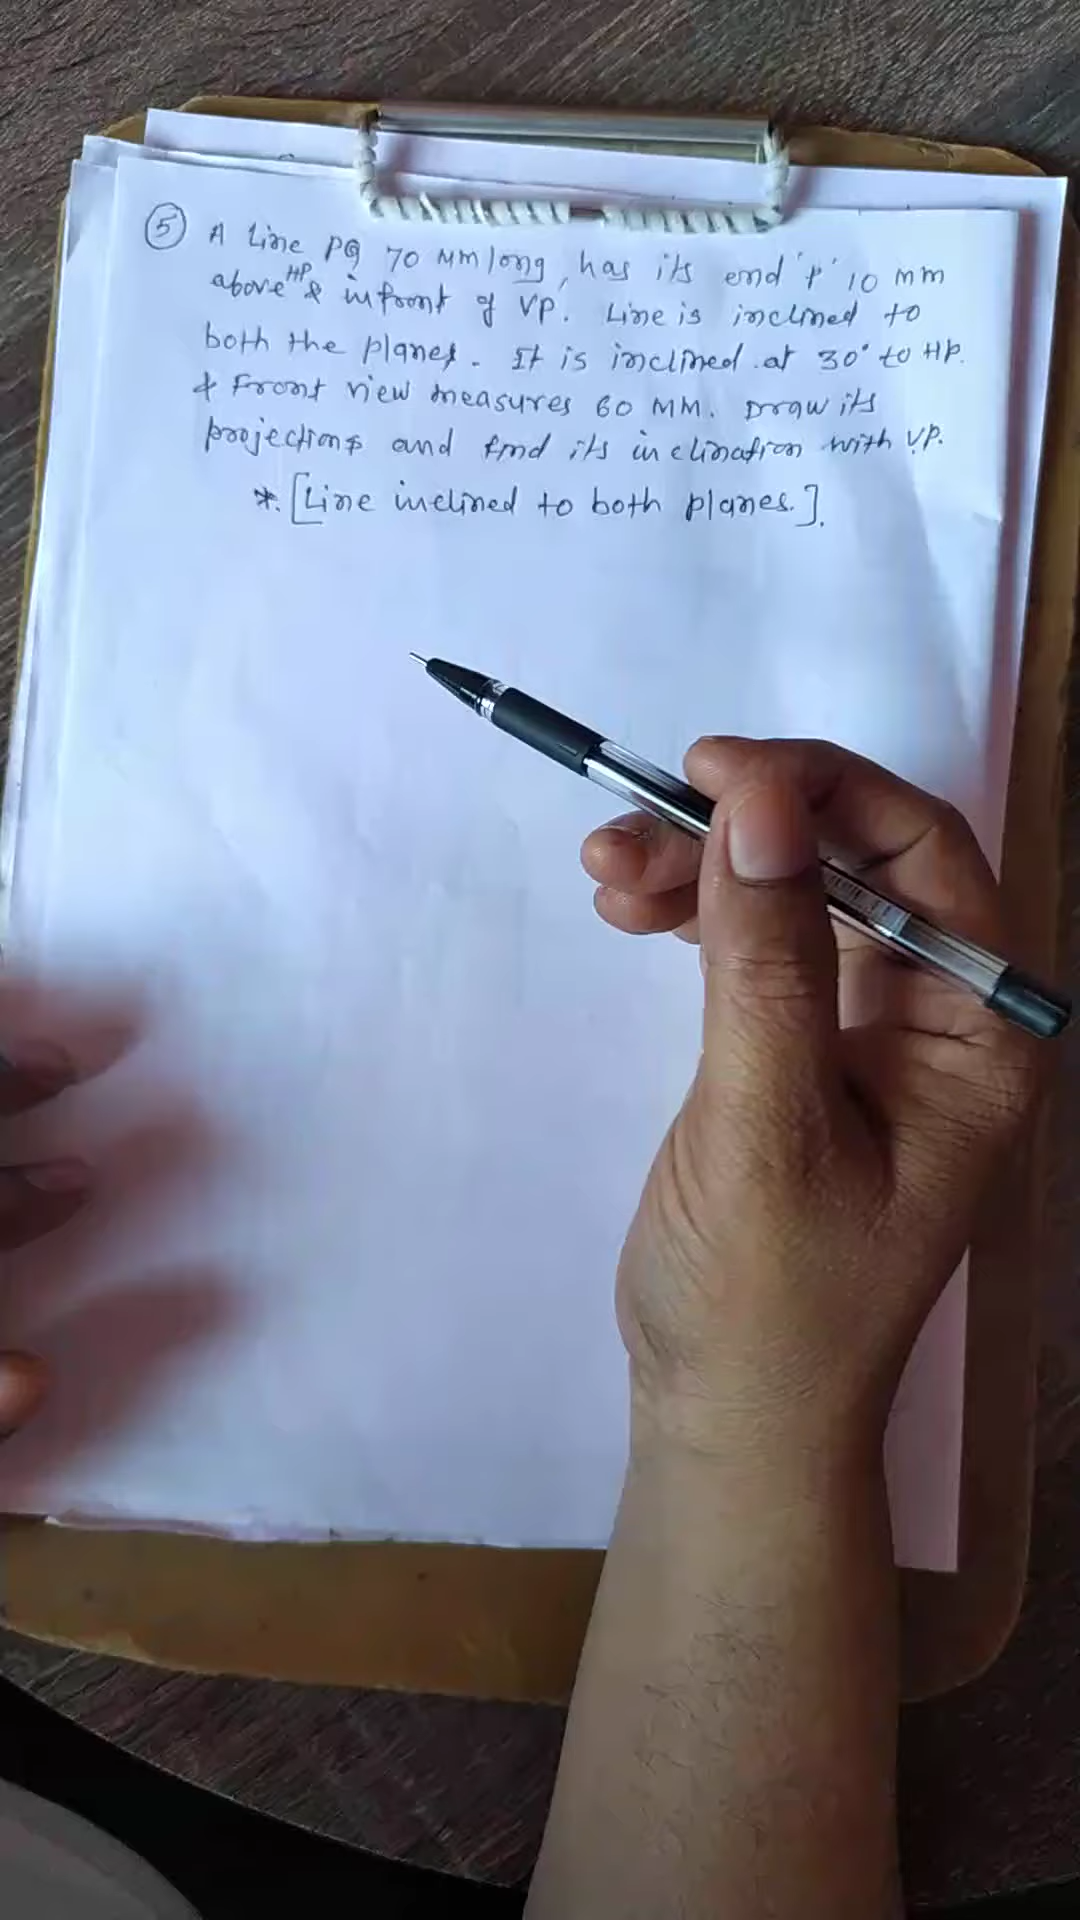 ⑤ A Line PQ 70 MM long, has its end 'P' 10 mm
above HP & infront of VP. Line is inclined to
both the planes. It is inclined at 30° to HP.
& Front view measures 60 MM. Draw its
projections and find its inclination with VP.
*. [Line inclined to both planes.].